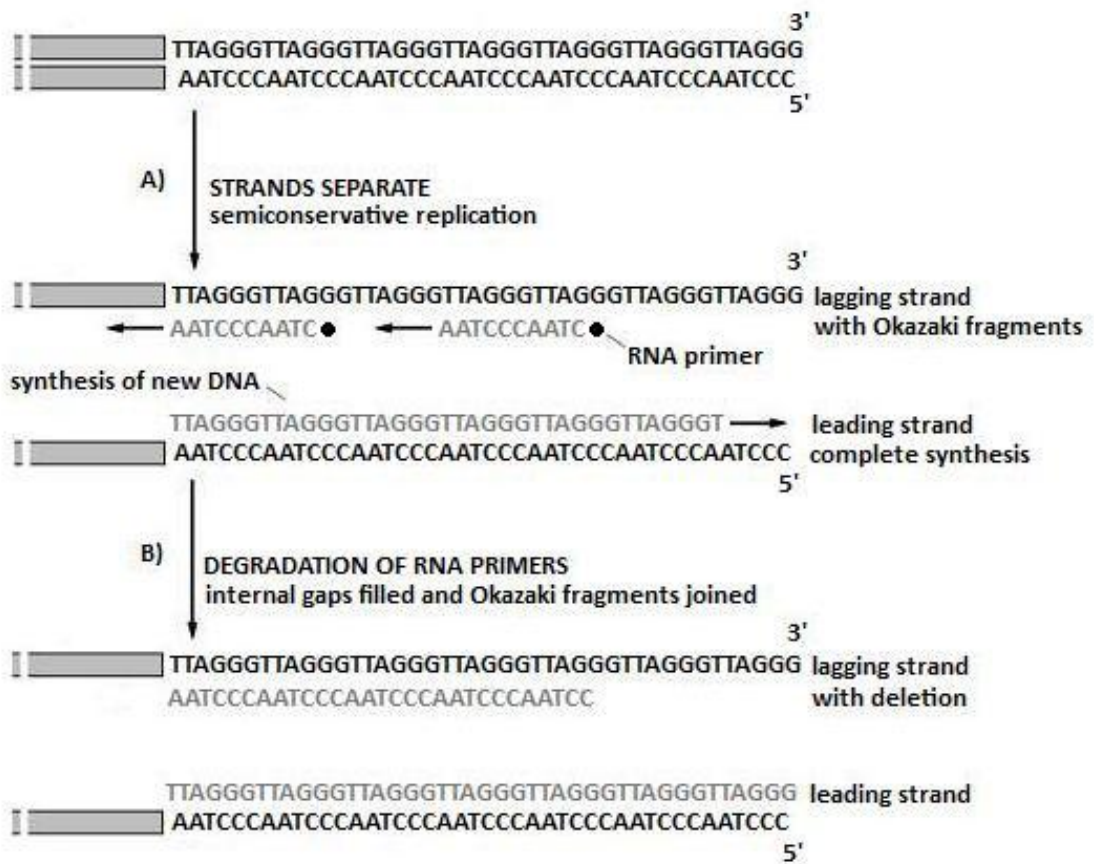 3'
TTAGGGTTAGGGTTAGGGTTAGGGTTAGGGTTAGGGTTAGGG
AATCCCAATCCCAATCCCAATCCCAATCCCAATCCCAATCCC
5'
A)
STRANDS SEPARATE
semiconservative replication
3'
TTAGGGTTAGGGTTAGGGTTAGGGTTAGGGTTAGGGTTAGGG lagging strand
with Okazaki fragments
AATCCCAATC AATCCCAATC
RNA primer
synthesis of new DNA
TTAGGGTTAGGGTTAGGGTTAGGGTTAGGGTTAGGGT leading strand
AATCCCAATCCCAATCCCAATCCCAATCCCAATCCCAATCCC complete synthesis
5'
B)
DEGRADATION OF RNA PRIMERS
internal gaps filled and Okazaki fragments joined
3'
TTAGGGTTAGGGTTAGGGTTAGGGTTAGGGTTAGGGTTAGGG lagging strand
AATCCCAATCCCAATCCCAATCCCAATCC with deletion
TTAGGGTTAGGGTTAGGGTTAGGGTTAGGGTTAGGGTTAGGG leading strand
AATCCCAATCCCAATCCCAATCCCAATCCCAATCCCAATCCC
5'